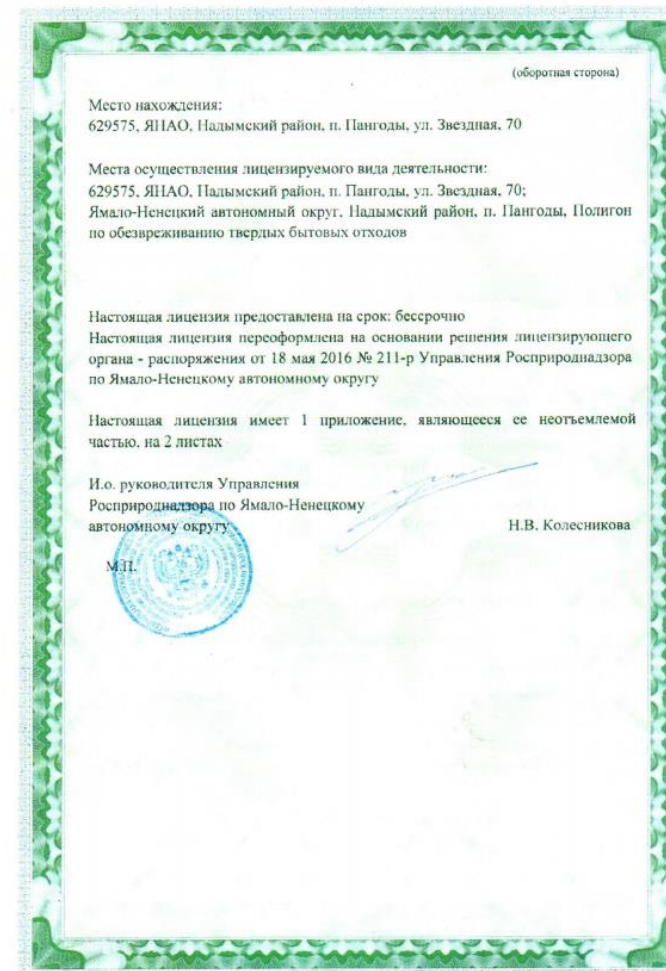 (оборотная сторона)
Место нахождения:
629575, ЯНАО, Надымский район, п. Пангоды, ул. Звездная, 70
Места осуществления лицензируемого вида деятельности:
629575, ЯНАО, Надымский район, п. Пангоды, ул. Звездная, 70;
Ямало-Ненецкий автономный округ, Надымский район, п. Пангоды, Полигон
по обезвреживанию твердых бытовых отходов
Настоящая лицензия предоставлена на срок: бессрочно
Настоящая лицензия переоформлена на основании решения лицензирующего
органа - распоряжения от 18 мая 2016 № 211-р Управления Росприроднадзора
по Ямало-Ненецкому автономному округу
Настоящая лицензия имеет 1 приложение, являющееся ее неотъемлемой
частью, на 2 листах
И.о. руководителя Управления
Росприроднадзора по Ямало-Ненецкому
автономному округу
Н.В. Колесникова
М.П.